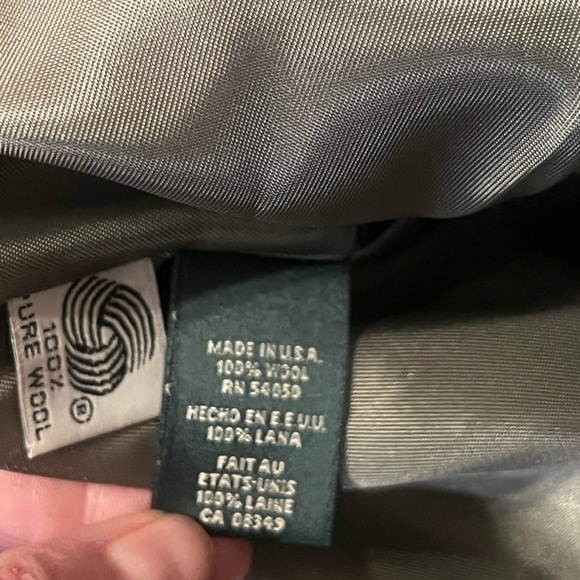 100%
PURE WOOL
®
MADE IN U.S.A.
100% WOOL
RN 54050
HECHO EN E.E.U.U.
100% LANA
FAIT AU
ETATS-UNIS
100% LAINE
CA 08349